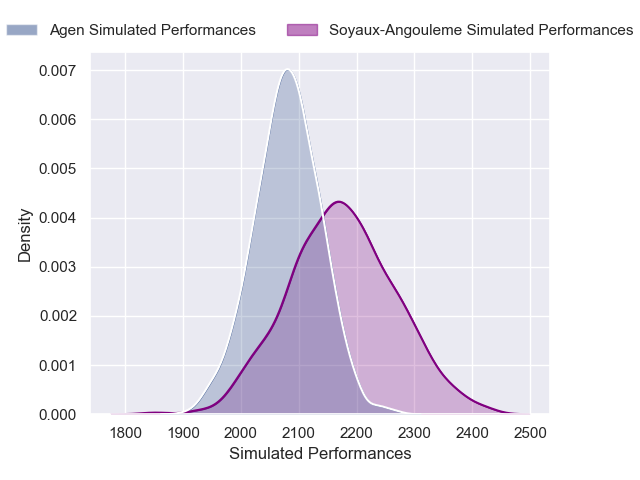 Agen Simulated Performances
Soyaux-Angouleme Simulated Performances
0.007
0.006
0.005
0.004
0.003
0.002
0.001
0.000
Density
1800 1900 2000 2100 2200 2300 2400 2500
Simulated Performances